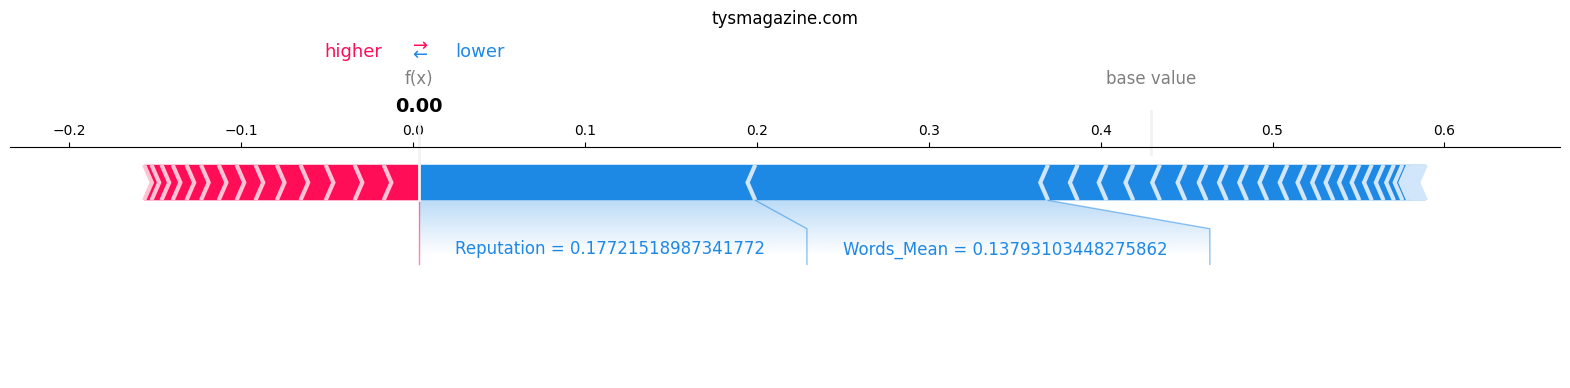 tysmagazine.com
higher → ← lower
f(x) base value
0.00
−0.2 −0.1 0.0 0.1 0.2 0.3 0.4 0.5 0.6
Reputation = 0.17721518987341772 Words_Mean = 0.13793103448275862